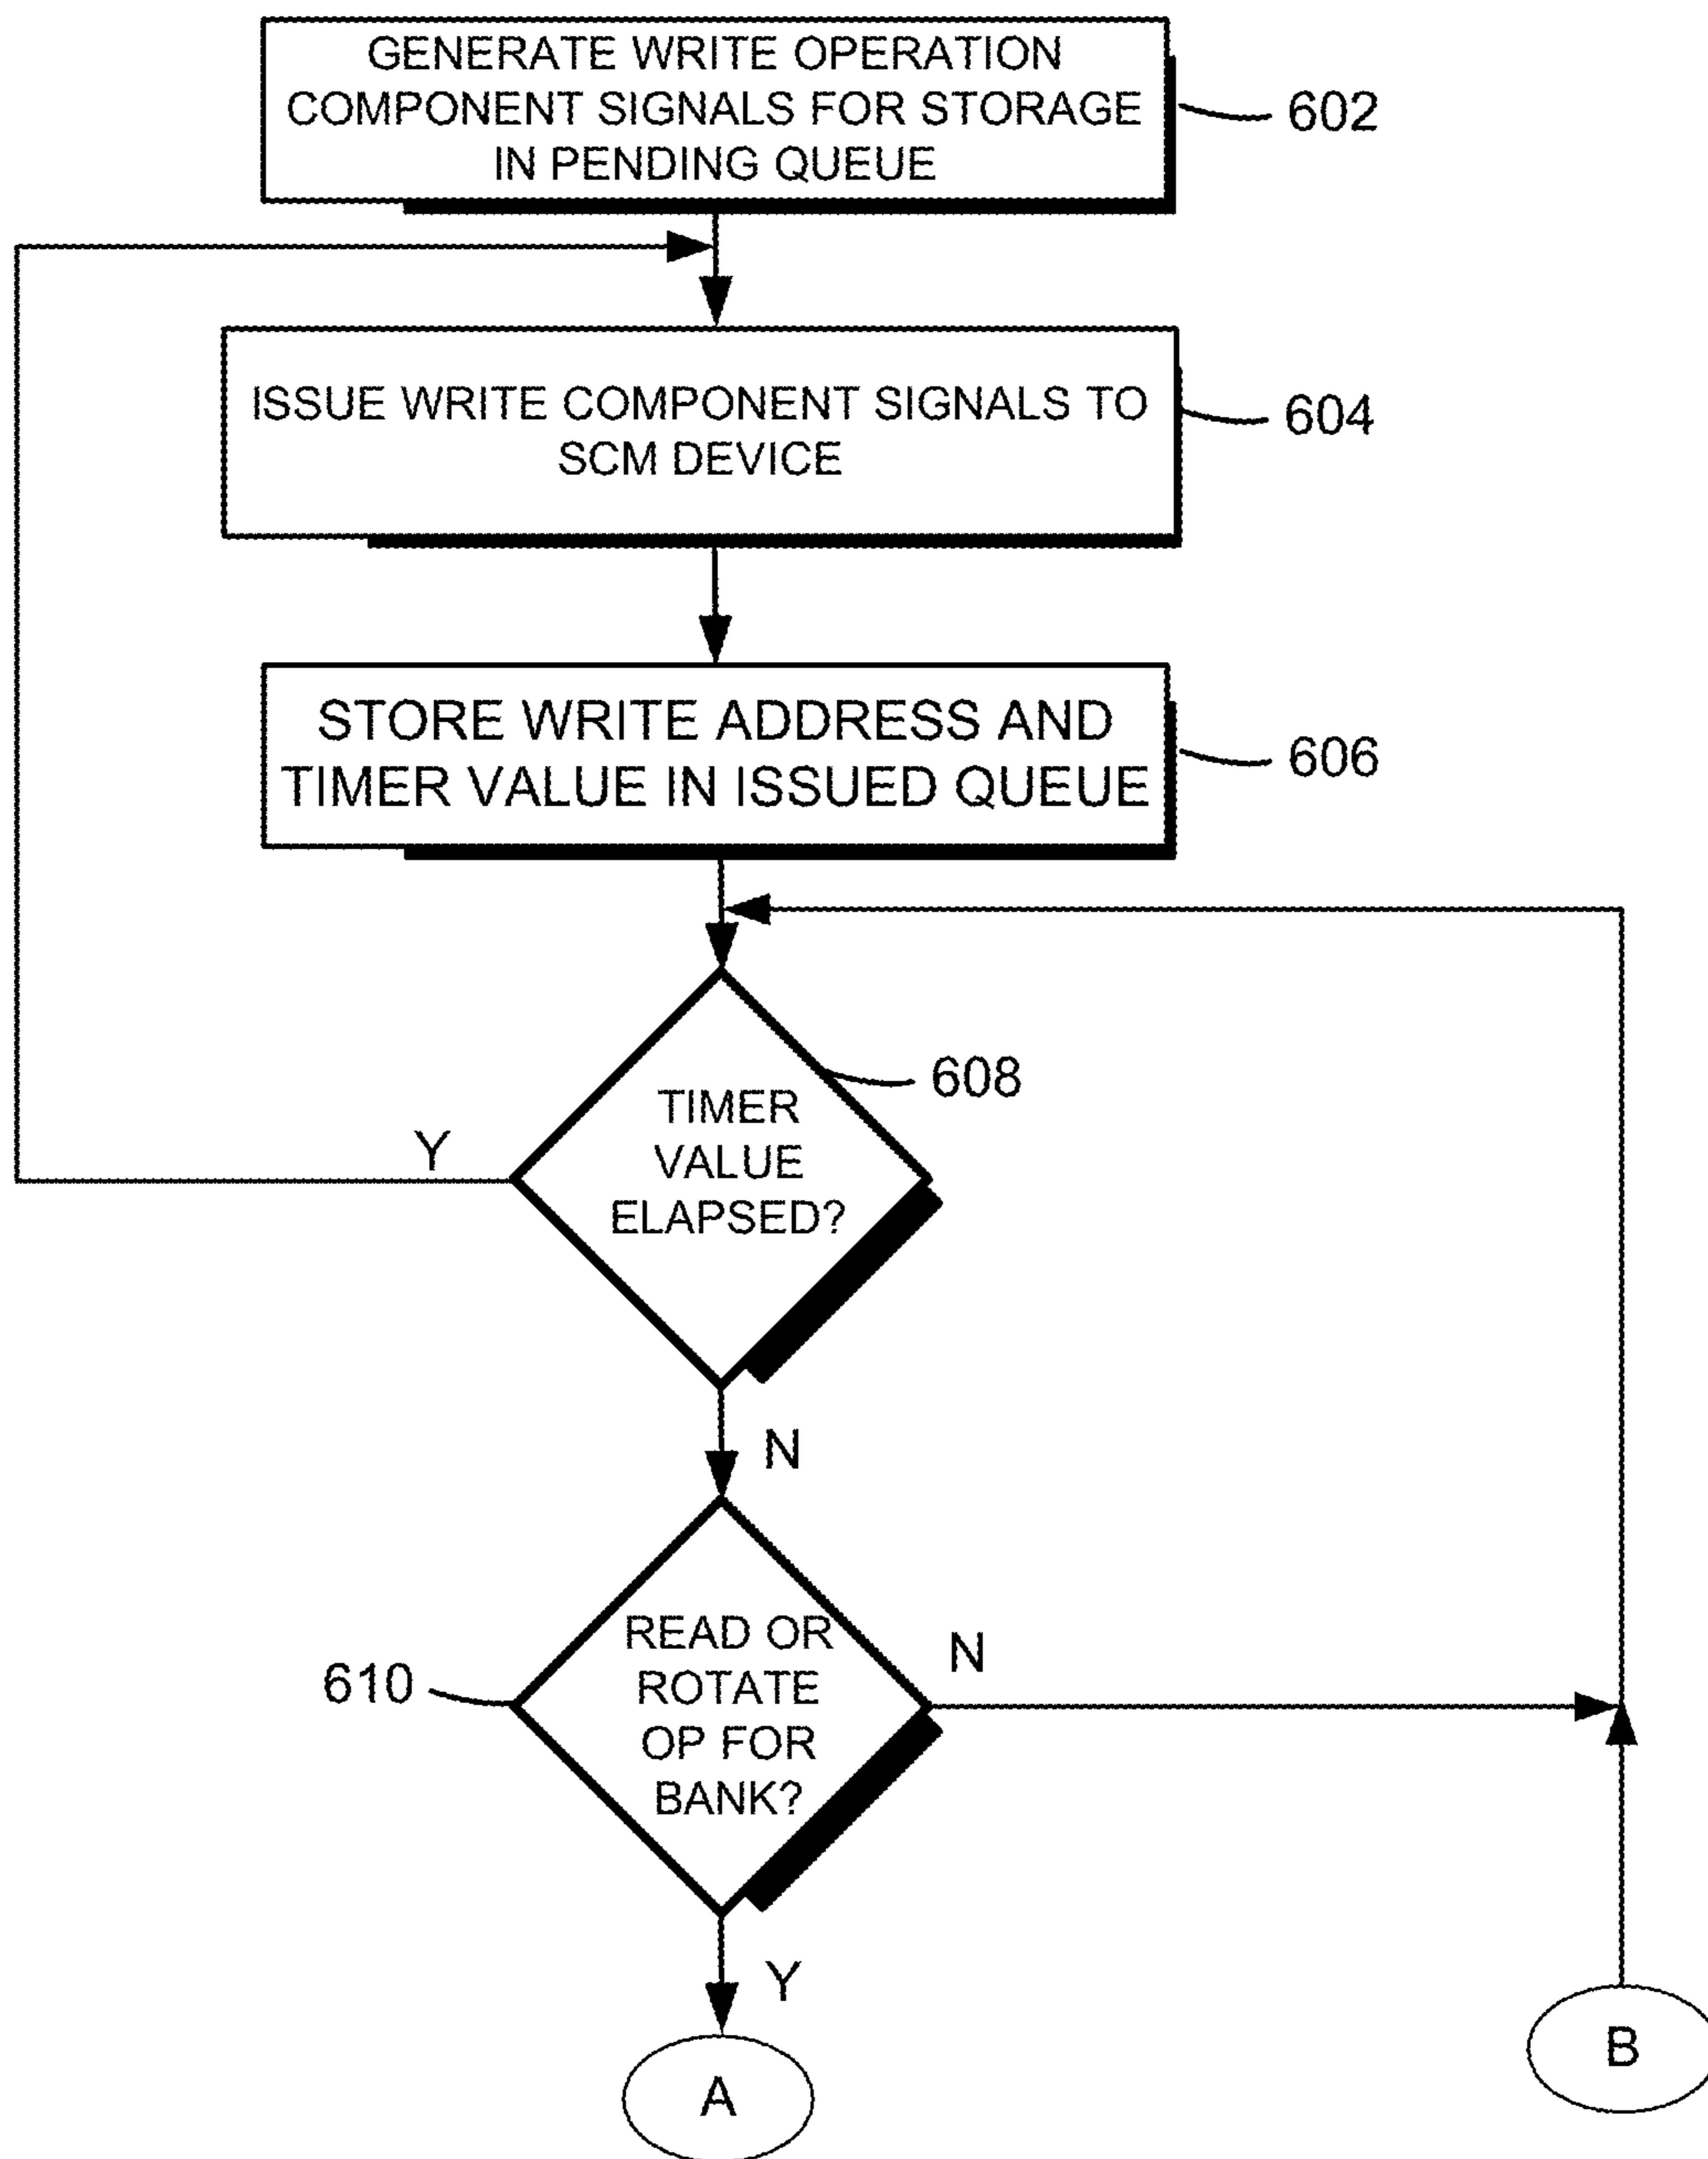 GENERATE WRITE OPERATION
COMPONENT SIGNALS FOR STORAGE
IN PENDING QUEUE
602
ISSUE WRITE COMPONENT SIGNALS TO
SCM DEVICE
604
STORE WRITE ADDRESS AND
TIMER VALUE IN ISSUED QUEUE
606
608
TIMER
VALUE
ELAPSED?
Y
N
READ OR
ROTATE
OP FOR
BANK?
610
N
Y
A
B